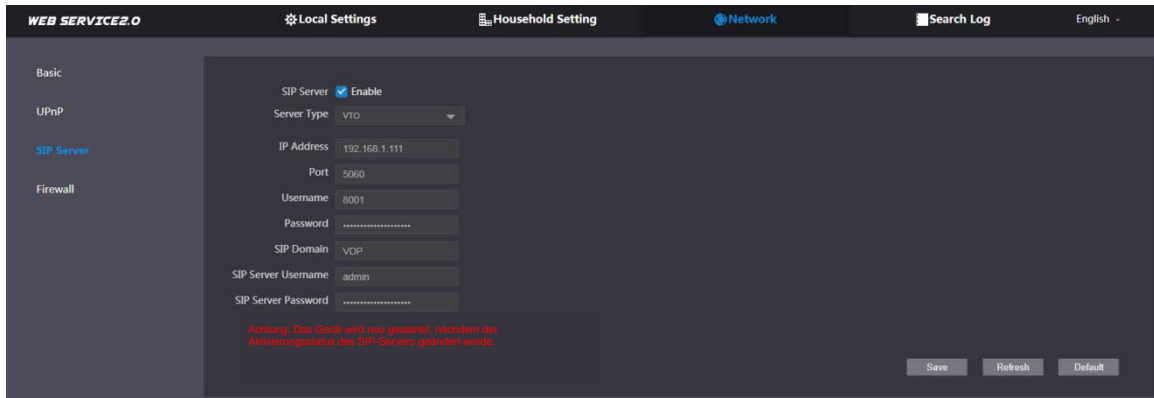 WEB SERVICE2.0
Local Settings
Household Setting
Network
Search Log
English
Basic
UPnP
SIP Server
Firewall
SIP Server Enable
Server Type VTO
IP Address 192.168.1.111
Port 5060
Username 8001
Password ••••••••••••••••••••
SIP Domain VDP
SIP Server Username admin
SIP Server Password ••••••••••••••••••••
Achtung: Das Gerät wird neu gestartet, nachdem der
Aktivierungsstatus des SIP-Servers geändert wurde.
Save Refresh Default